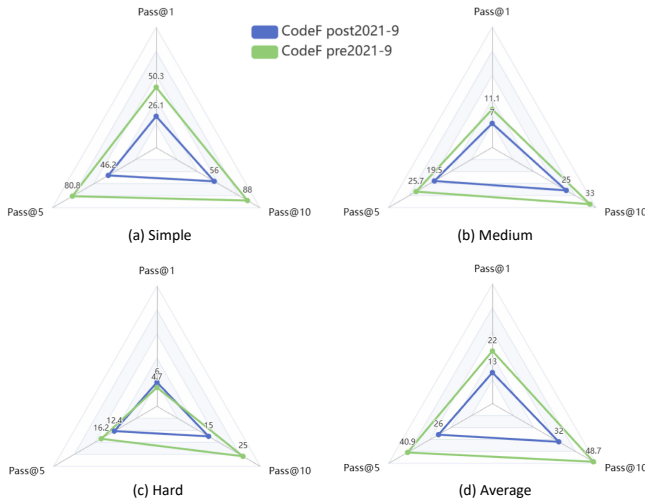 Pass@1
CodeF post2021-9
CodeF pre2021-9
50.3
26.1
46.2
56
80.8
88
Pass@5
Pass@10
(a) Simple
Pass@1
11.1
7
19.5
25
25.7
33
Pass@5
Pass@10
(b) Medium
Pass@1
6
4.7
12.4
15
16.2
25
Pass@5
Pass@10
(c) Hard
Pass@1
22
13
26
32
40.9
48.7
Pass@5
Pass@10
(d) Average